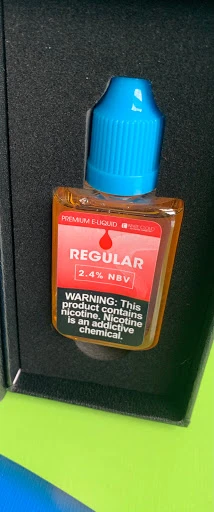 PREMIUM E-LIQUID
REGULAR
2.4% NBV
WARNING: This
product contains
nicotine. Nicotine
is an addictive
chemical.